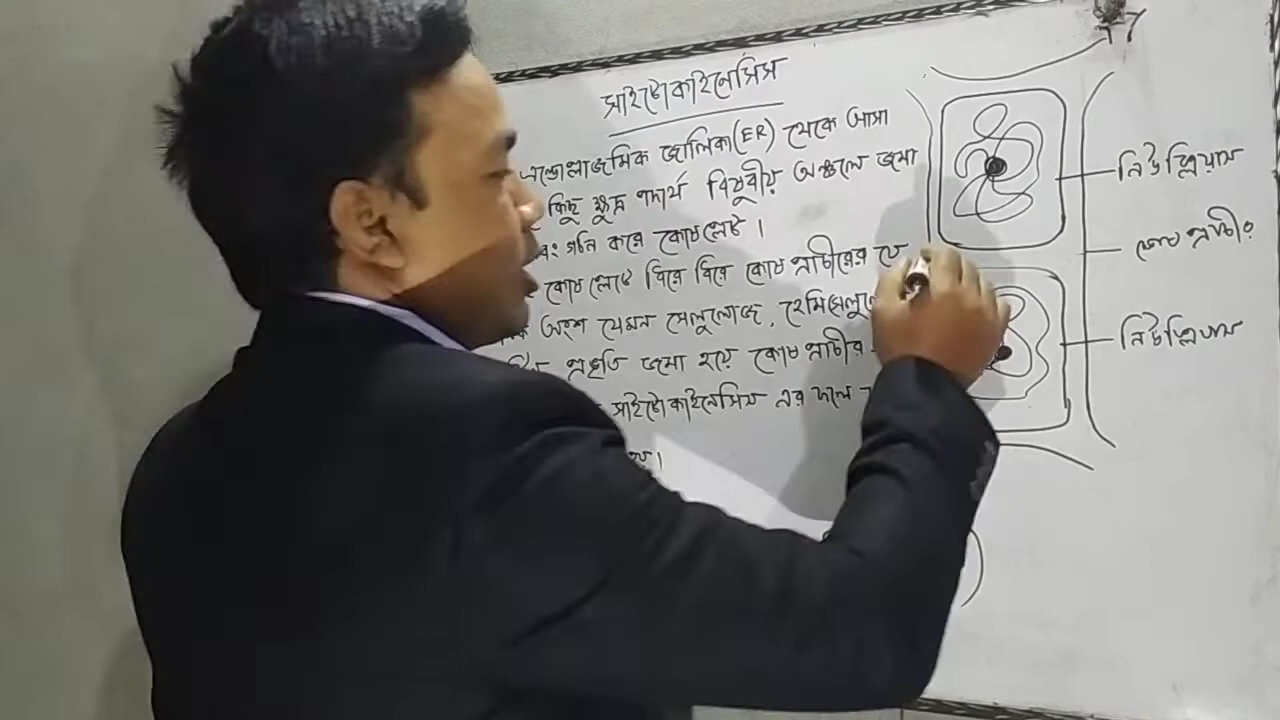 সাইটোকাইনেসিস
এন্ডোপ্লাজমিক জালিকা(ER) থেকে আসা
কিছু ক্ষুদ্র পদার্থ বিষুবীয় অঞ্চলে জমা
গঠন করে কোষপ্লেট ।
কোষ প্লেট ধিরে ধিরে কোষ প্রাচীরের
অংশ যেমন সেলুলোজ, হেমিসেলু
প্রভৃতি জমা হয়ে কোষ প্রাচীর
সাইটোকাইনেসিস এর ফলে
নিউক্লিয়াস
কোষ প্রাচীর
নিউক্লিয়াস